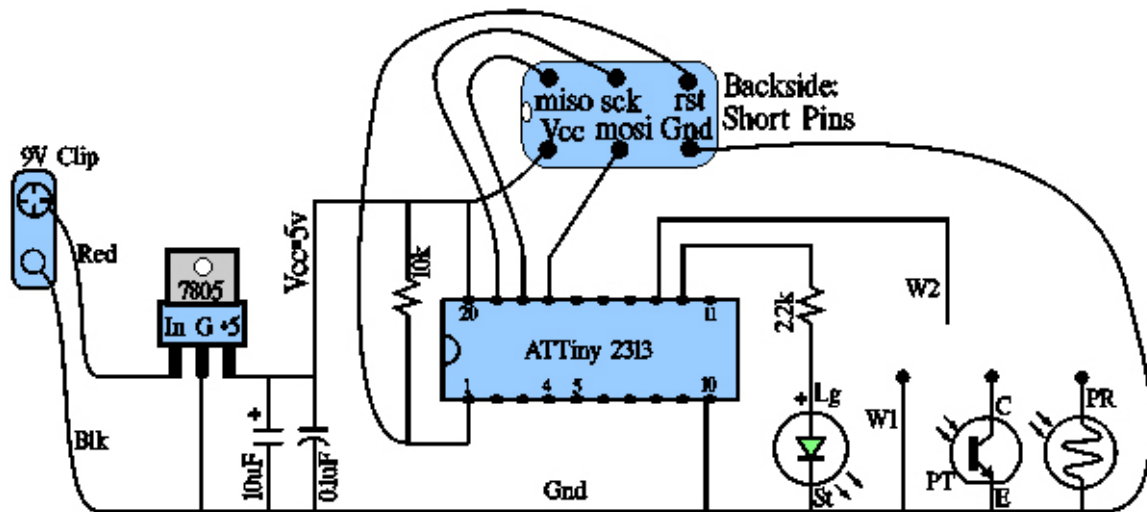 miso sck rst
Vcc mosi Gnd
Backside:
Short Pins
9V Clip
Red
Blk
7805
In G +5
Vcc=5v
10k
10uF
+
0.1uF
20
11
ATTiny 2313
1
4
5
10
Gnd
2.2k
+
Lg
St
W2
W1
C
PT
E
PR